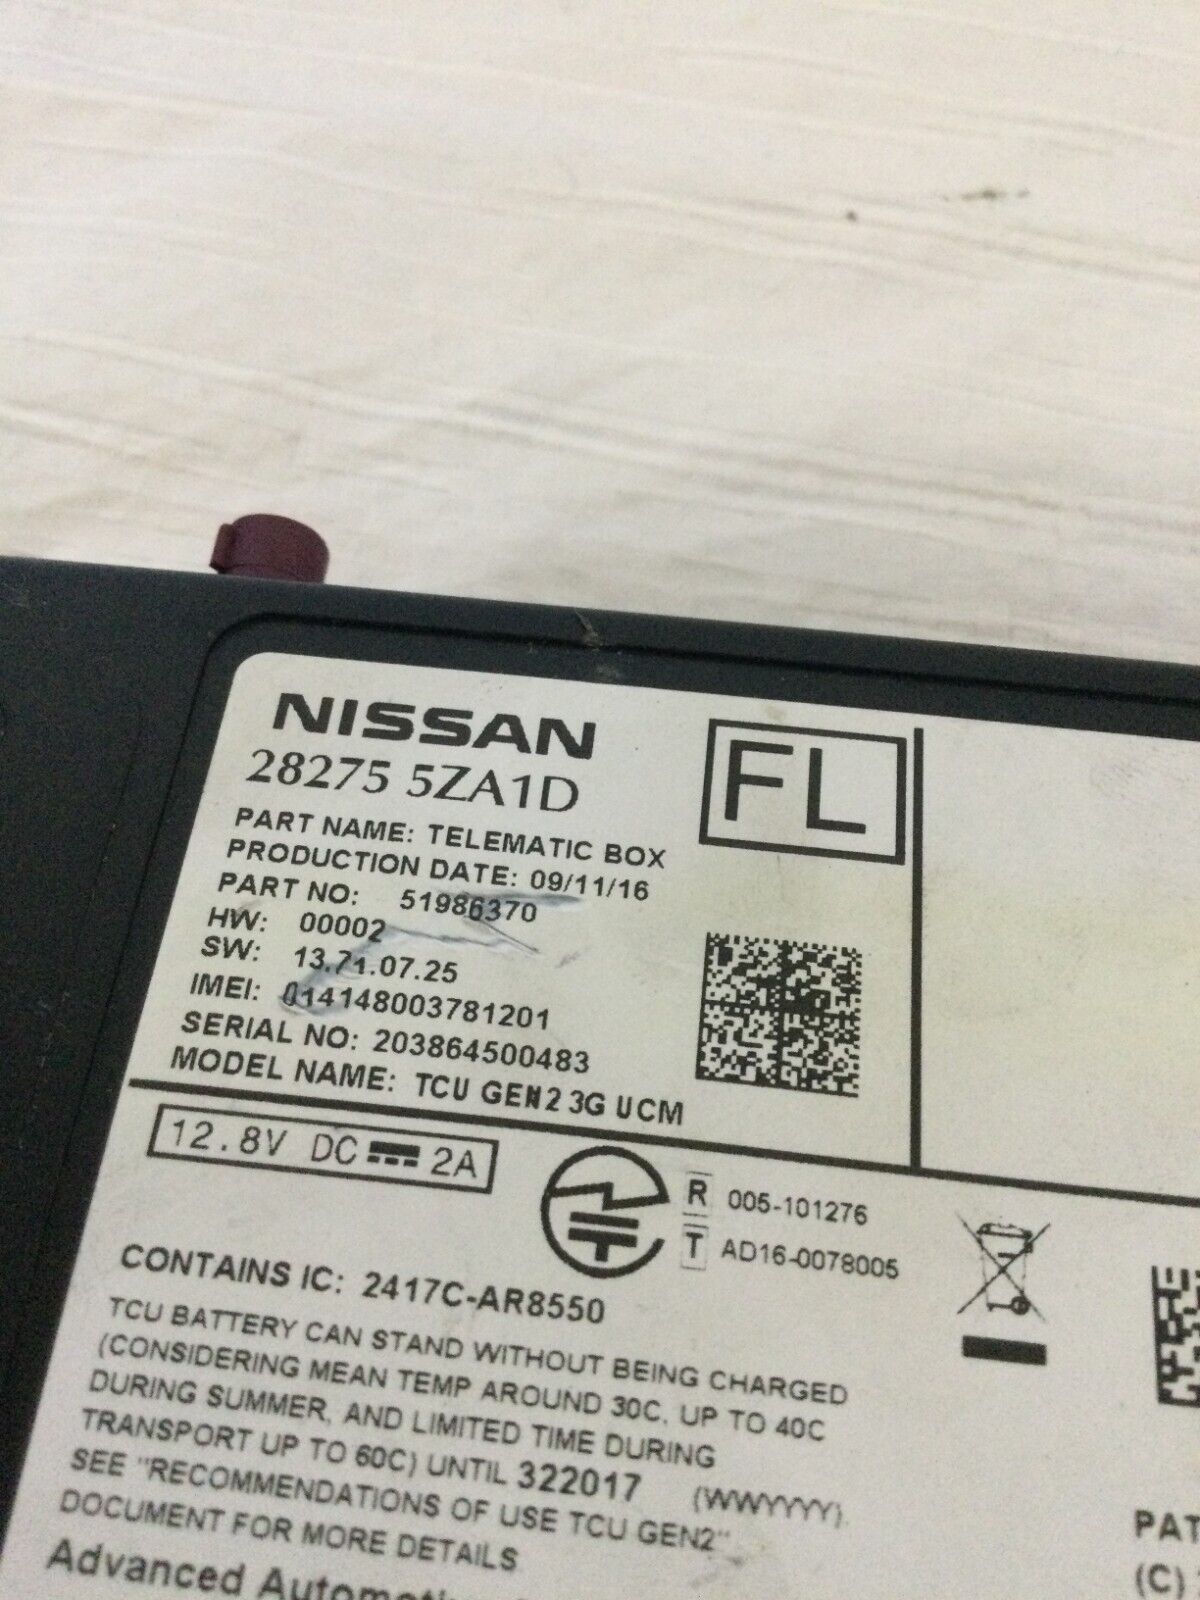 NISSAN
28275 5ZA1D
FL
PART NAME: TELEMATIC BOX
PRODUCTION DATE: 09/11/16
PART NO: 51986370
HW: 00002
SW: 13.71.07.25
IMEI: 014148003781201
SERIAL NO: 203864500483
MODEL NAME: TCU GEN2 3G UCM
12.8V DC 2A
R 005-101276
T AD16-0078005
CONTAINS IC: 2417C-AR8550
TCU BATTERY CAN STAND WITHOUT BEING CHARGED
(CONSIDERING MEAN TEMP AROUND 30C, UP TO 40C
DURING SUMMER, AND LIMITED TIME DURING
TRANSPORT UP TO 60C) UNTIL 322017 (WWYYYY).
SEE "RECOMMENDATIONS OF USE TCU GEN2"
DOCUMENT FOR MORE DETAILS
Advanced
PAT
(C)